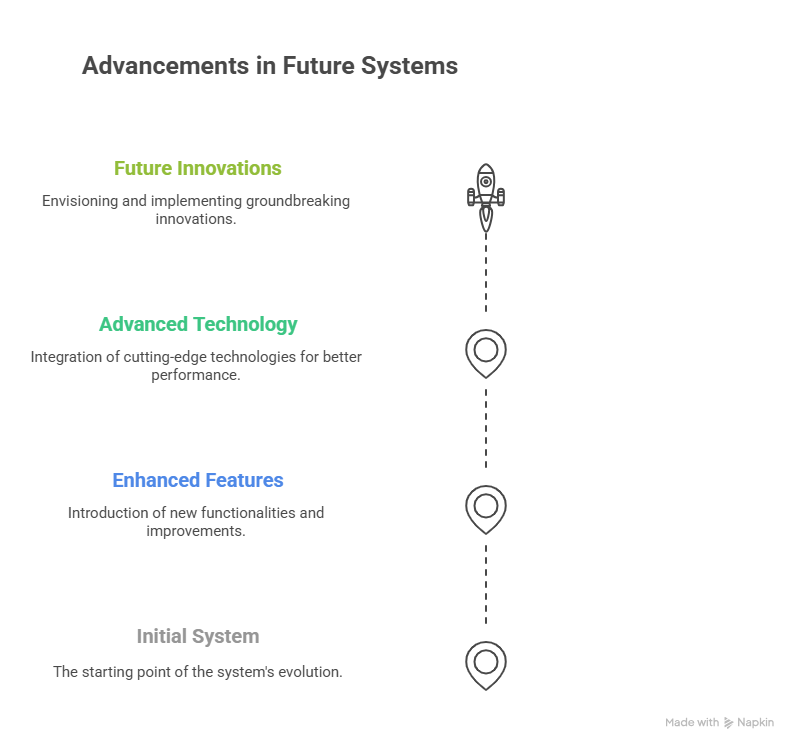 Advancements in Future Systems
Future Innovations
Envisioning and implementing groundbreaking
innovations.
Advanced Technology
Integration of cutting-edge technologies for better
performance.
Enhanced Features
Introduction of new functionalities and
improvements.
Initial System
The starting point of the system's evolution.
Made with Napkin